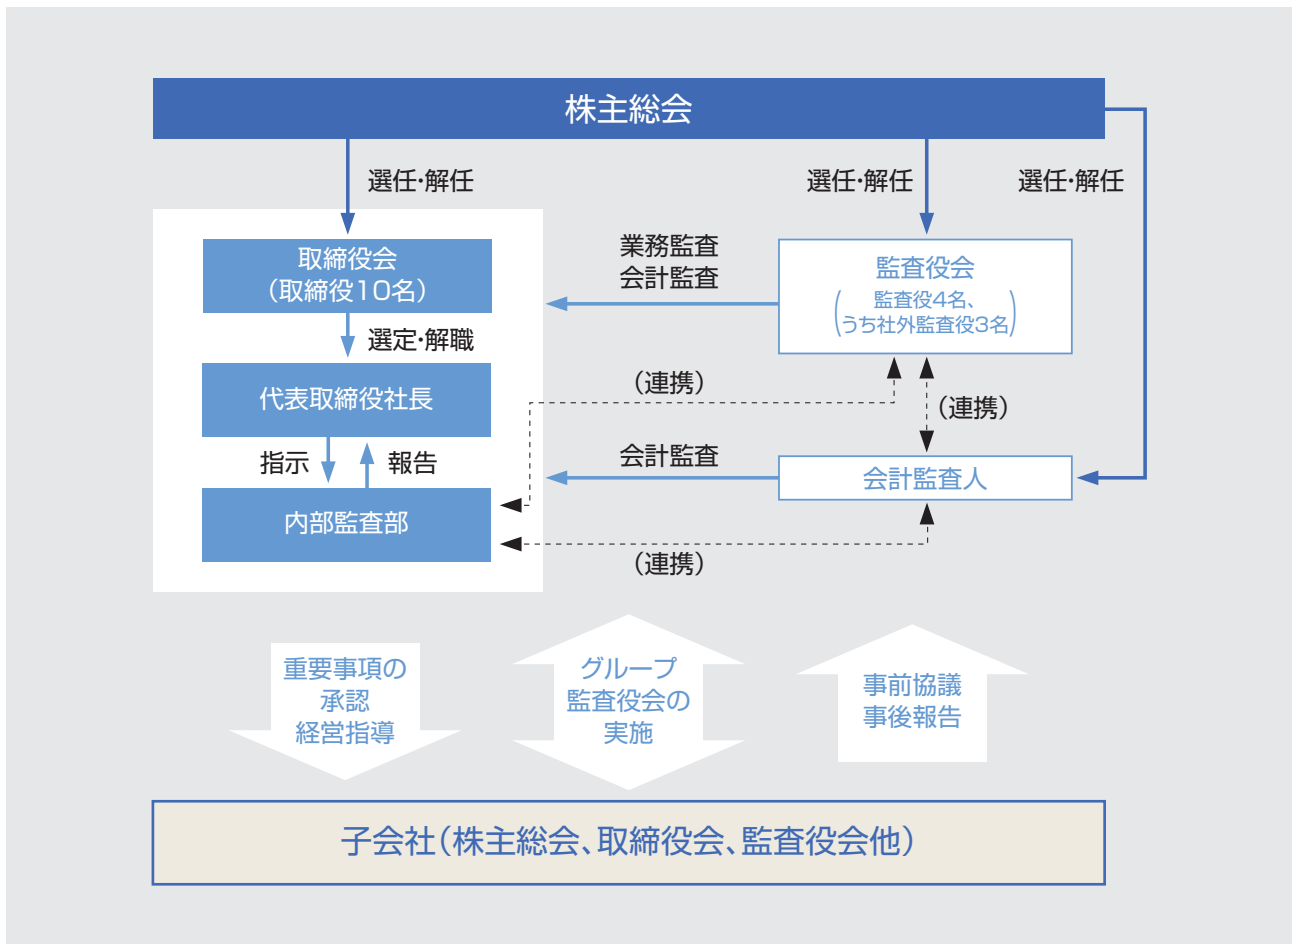 株主総会
選任・解任
選任・解任
選任・解任
取締役会
（取締役10名）
選定・解職
代表取締役社長
指示
報告
内部監査部
業務監査
会計監査
監査役会
（監査役4名、
うち社外監査役3名）
（連携）
（連携）
会計監査
会計監査人
（連携）
重要事項の
承認
経営指導
グループ
監査役会の
実施
事前協議
事後報告
子会社（株主総会、取締役会、監査役会他）